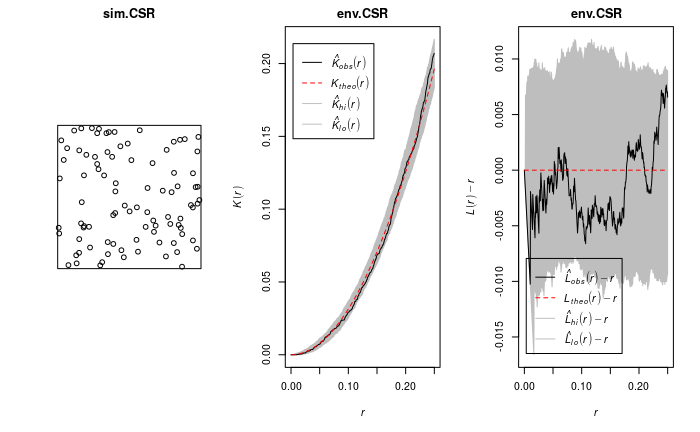 sim.CSR
env.CSR
K̂obs(r)
Ktheo(r)
K̂hi(r)
K̂lo(r)
K(r)
0.00
0.05
0.10
0.15
0.20
0.00
0.10
0.20
r
env.CSR
L̂obs(r) − r
Ltheo(r) − r
L̂hi(r) − r
L̂lo(r) − r
L(r) − r
-0.015
-0.010
-0.005
0.000
0.005
0.010
0.00
0.10
0.20
r